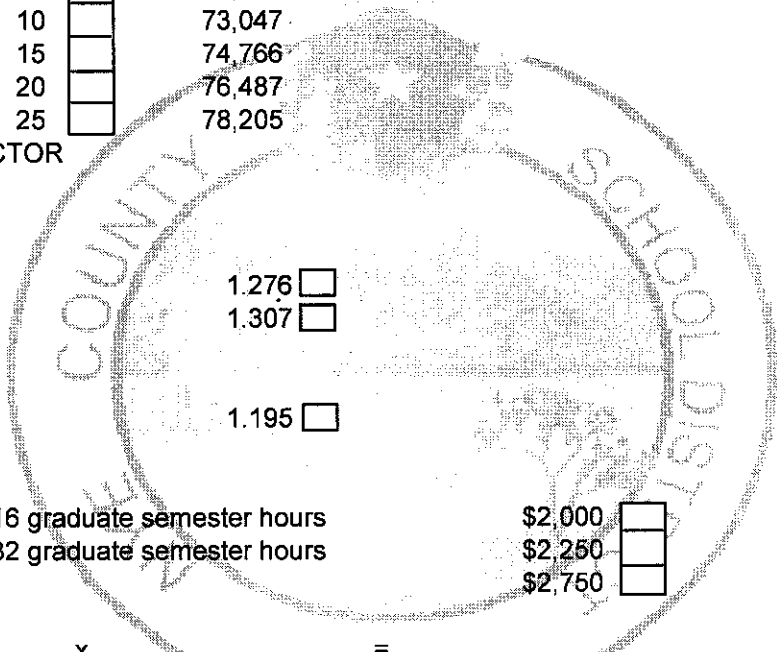 10 73,047
15 74,766
20 76,487
25 78,205
CTOR
COUNTY SCHOOL DIST
1.276
1.307
1.195
16 graduate semester hours $2,000
32 graduate semester hours $2,250
$2,750
x =